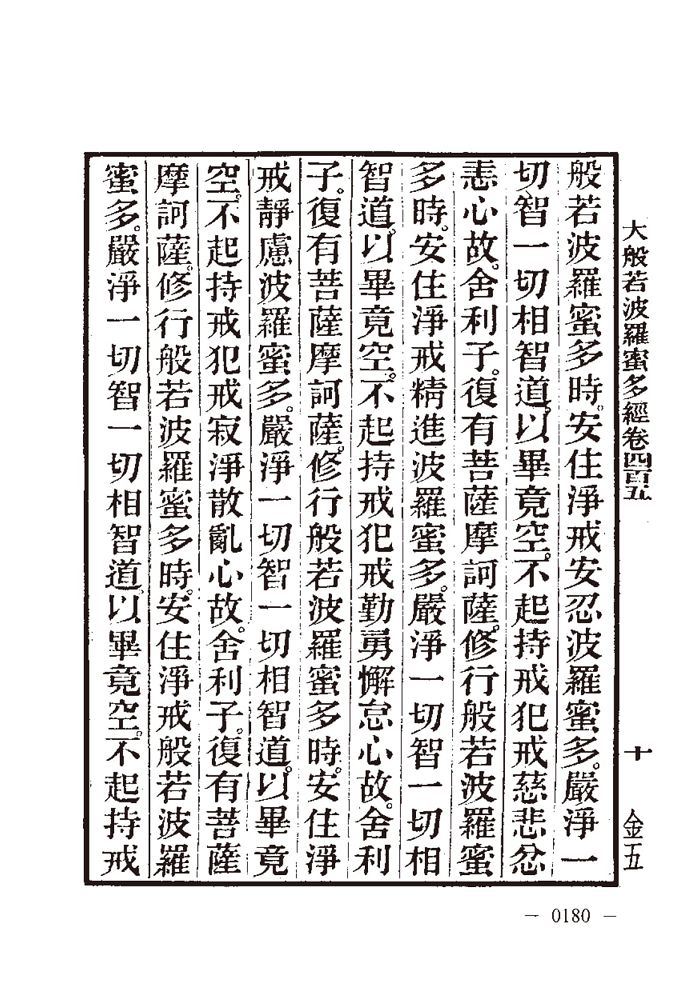 大般若波羅蜜多經卷四百五 十 金五
般若波羅蜜多時。安住淨戒安忍波羅蜜多。嚴淨一
切智一切相智道。以畢竟空。不起持戒犯戒慈悲忿
恚心故。舍利子。復有菩薩摩訶薩。修行般若波羅蜜
多時。安住淨戒精進波羅蜜多。嚴淨一切智一切相
智道。以畢竟空。不起持戒犯戒勤勇懈怠心故。舍利
子。復有菩薩摩訶薩。修行般若波羅蜜多時。安住淨
戒靜慮波羅蜜多。嚴淨一切智一切相智道。以畢竟
空。不起持戒犯戒寂淨散亂心故。舍利子。復有菩薩
摩訶薩。修行般若波羅蜜多時。安住淨戒般若波羅
蜜多。嚴淨一切智一切相智道。以畢竟空。不起持戒
— 0180 —